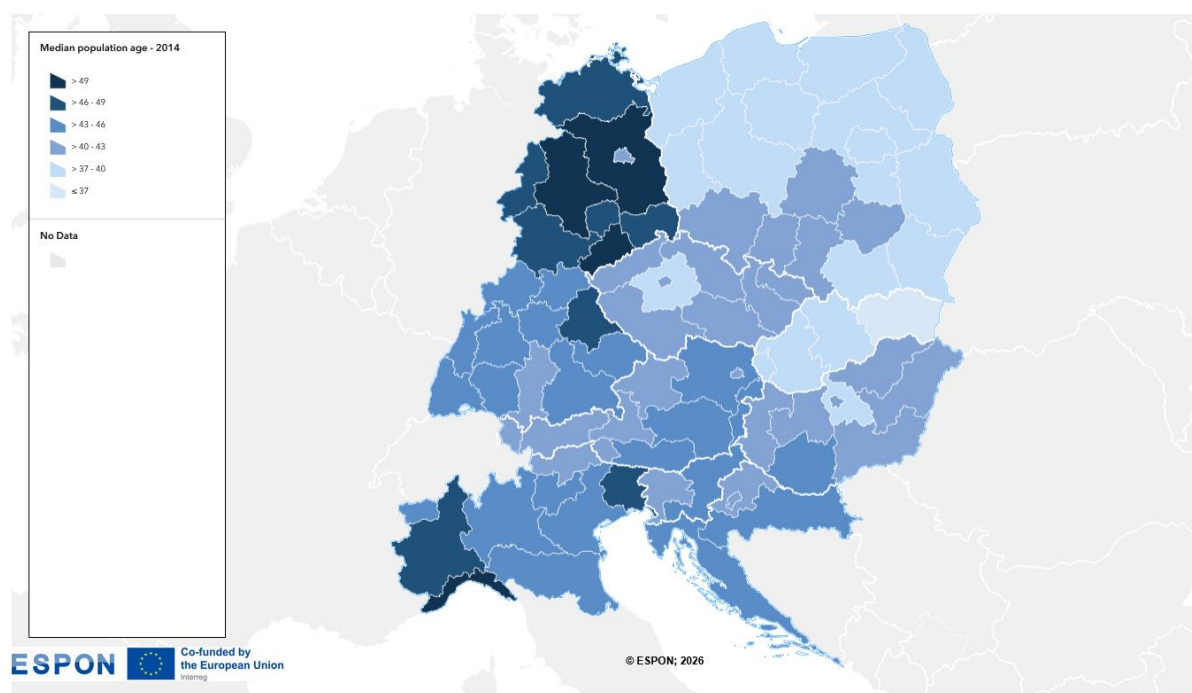 Median population age - 2014
> 49
> 46 - 49
> 43 - 46
> 40 - 43
> 37 - 40
≤ 37
No Data
ESPON
Co-funded by
the European Union
Interreg
© ESPON; 2026